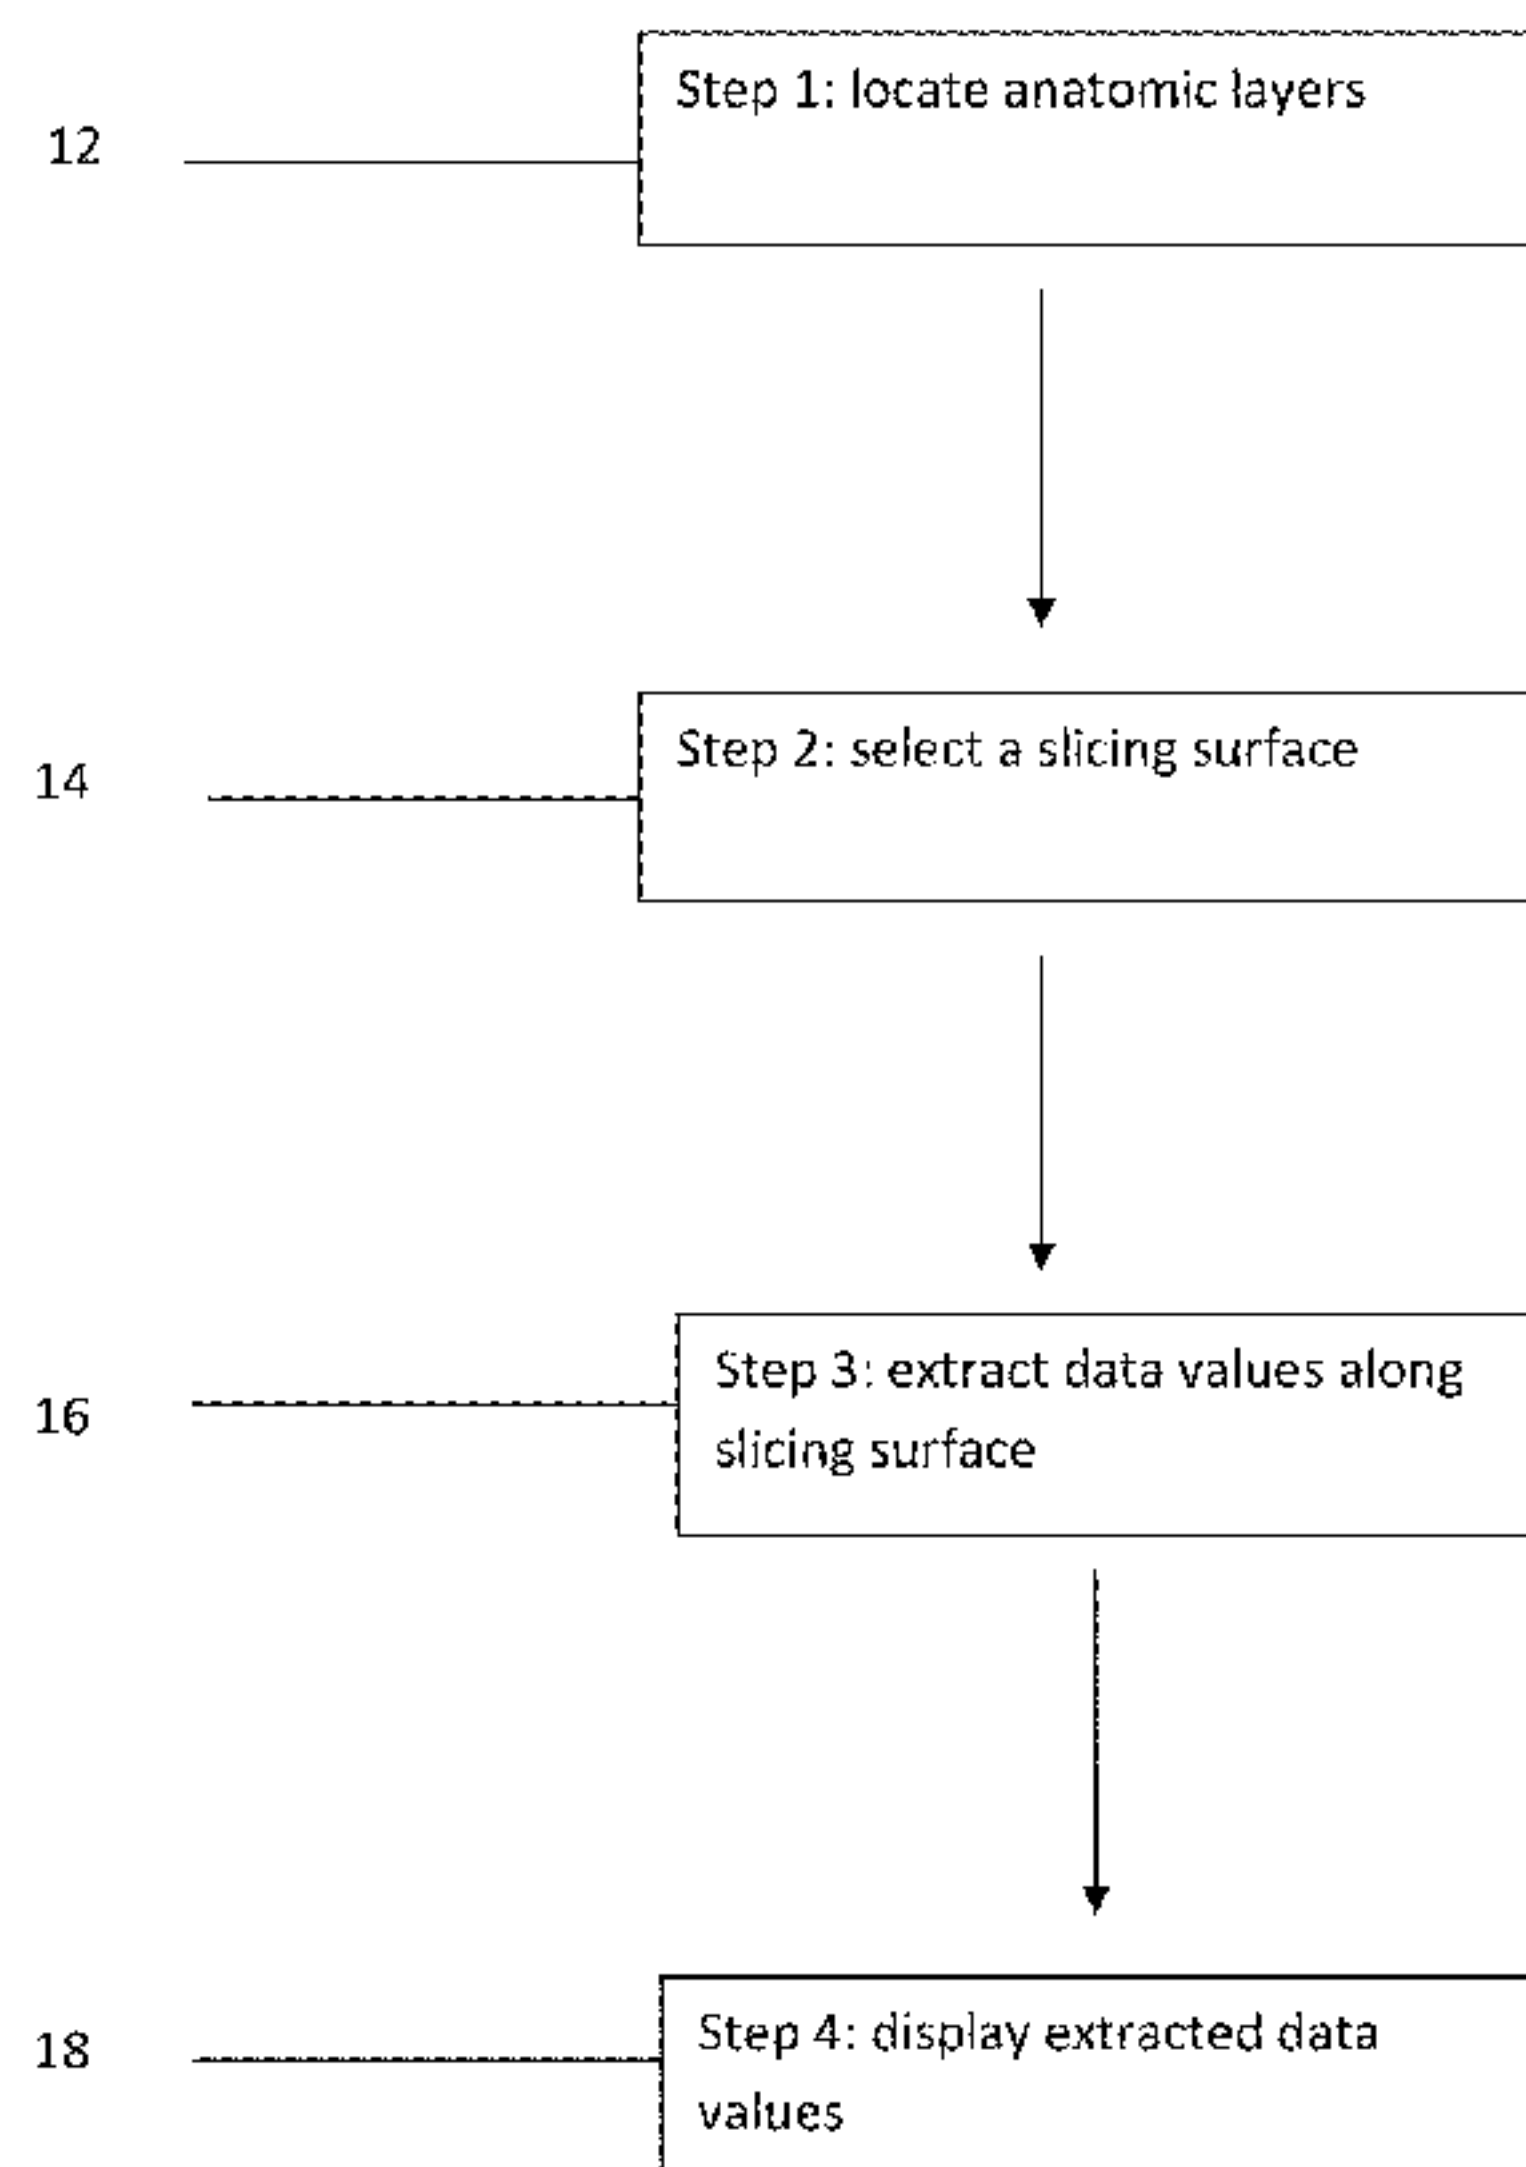 12
Step 1: locate anatomic layers
14
Step 2: select a slicing surface
16
Step 3: extract data values along
slicing surface
18
Step 4: display extracted data
values